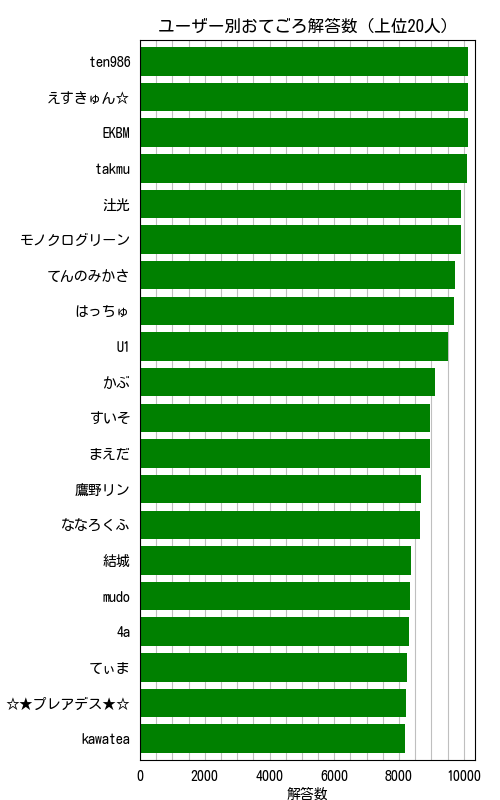 ユーザー別おてごろ解答数（上位20人）
ten986
えすきゅん☆
EKBM
takmu
汢光
モノクログリーン
てんのみかさ
はっちゅ
U1
かぶ
すいそ
まえだ
鷹野リン
ななろくふ
結城
mudo
4a
てぃま
☆★プレアデス★☆
kawatea
0 2000 4000 6000 8000 10000
解答数